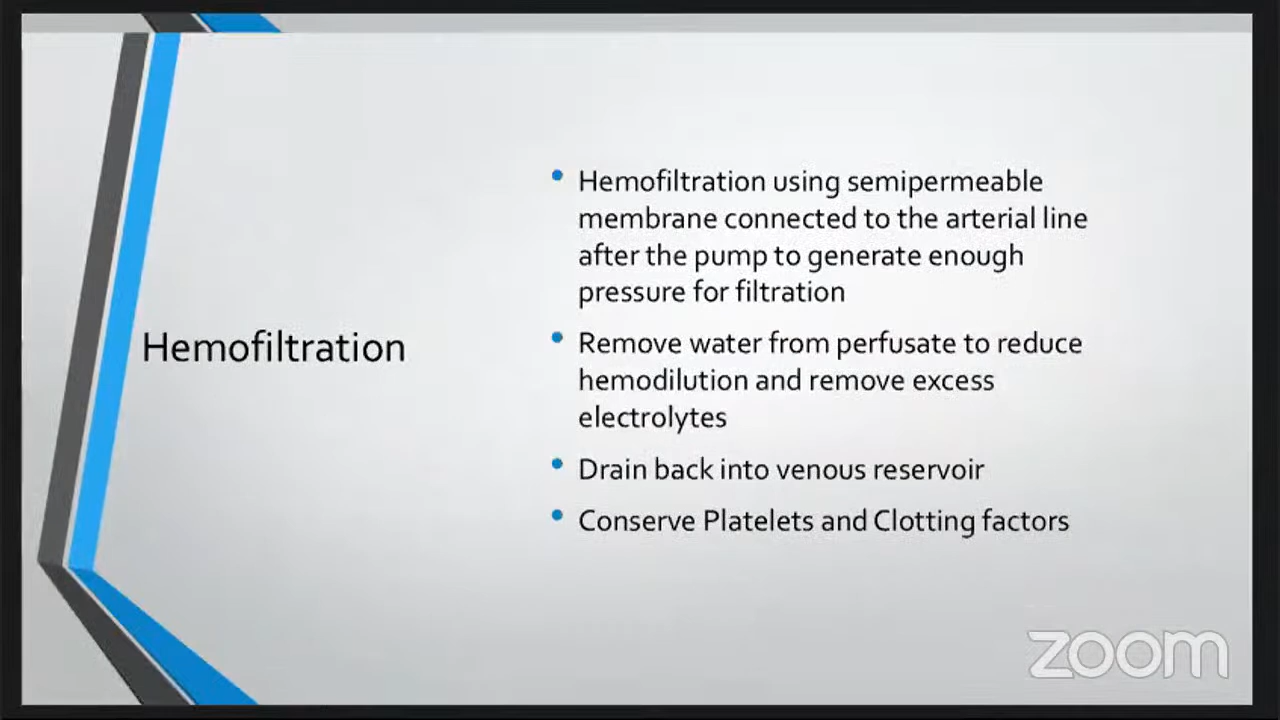 Hemofiltration
Hemofiltration using semipermeable
membrane connected to the arterial line
after the pump to generate enough
pressure for filtration
Remove water from perfusate to reduce
hemodilution and remove excess
electrolytes
Drain back into venous reservoir
Conserve Platelets and Clotting factors
zoom